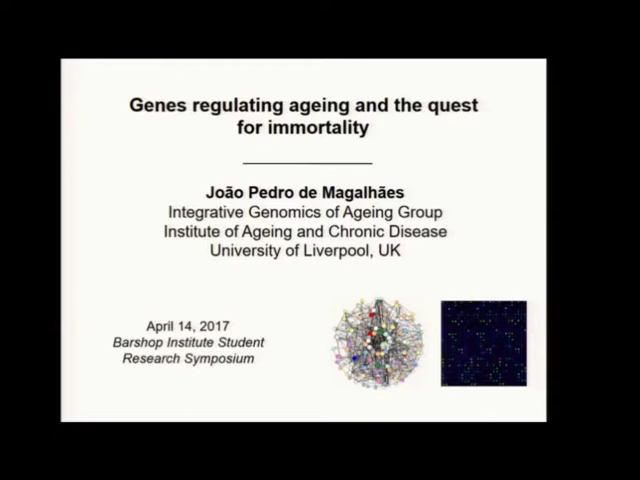 Genes regulating ageing and the quest
for immortality
João Pedro de Magalhães
Integrative Genomics of Ageing Group
Institute of Ageing and Chronic Disease
University of Liverpool, UK
April 14, 2017
Barshop Institute Student
Research Symposium